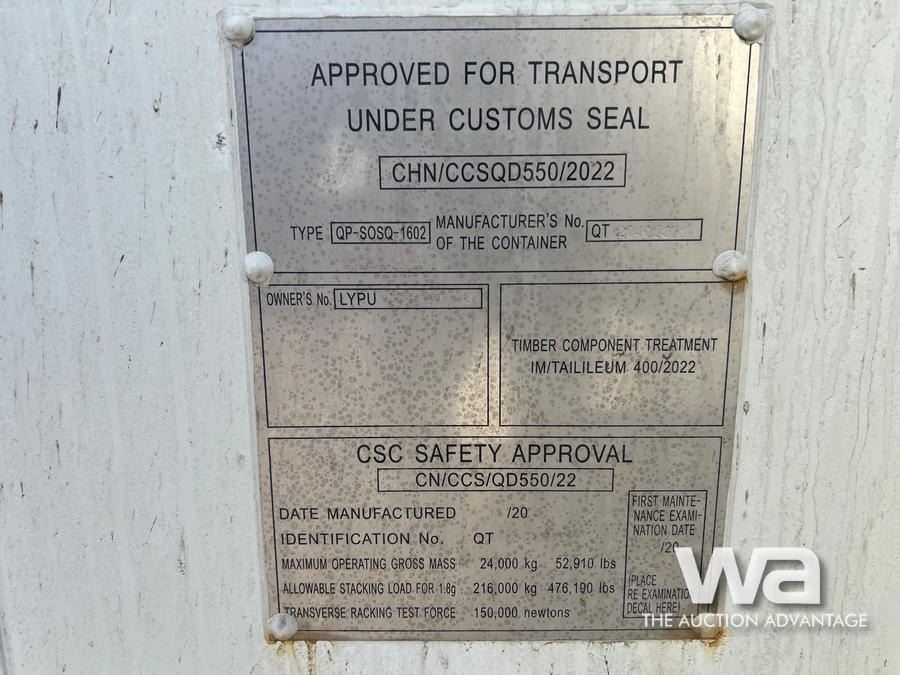 APPROVED FOR TRANSPORT
UNDER CUSTOMS SEAL
CHN/CCSQD550/2022
TYPE QP-SOSQ-1602 MANUFACTURER'S No. OF THE CONTAINER QT
OWNER'S No. LYPU
TIMBER COMPONENT TREATMENT
IM/TAILILEUM 400/2022
CSC SAFETY APPROVAL
CN/CCS/QD550/22
DATE MANUFACTURED /20
IDENTIFICATION No. QT
MAXIMUM OPERATING GROSS MASS 24,000 kg 52,910 lbs
ALLOWABLE STACKING LOAD FOR 1.8g 216,000 kg 476,190 lbs
TRANSVERSE RACKING TEST FORCE 150,000 newtons
FIRST MAINTE-
NANCE EXAMI-
NATION DATE
/20
(PLACE
RE EXAMINATION
DECAL HERE)
wa
THE AUCTION ADVANTAGE